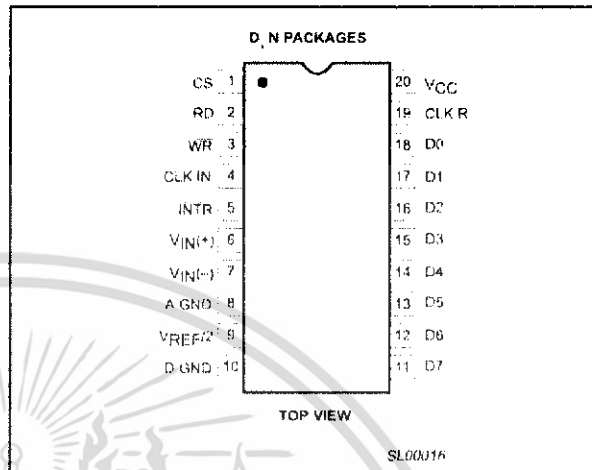 D, N PACKAGES
CS 1 20 VCC
RD 2 19 CLK R
WR 3 18 D0
CLK IN 4 17 D1
INTR 5 16 D2
VIN(+) 6 15 D3
VIN(–) 7 14 D4
A GND 8 13 D5
VREF/2 9 12 D6
D GND 10 11 D7
TOP VIEW
SL00016